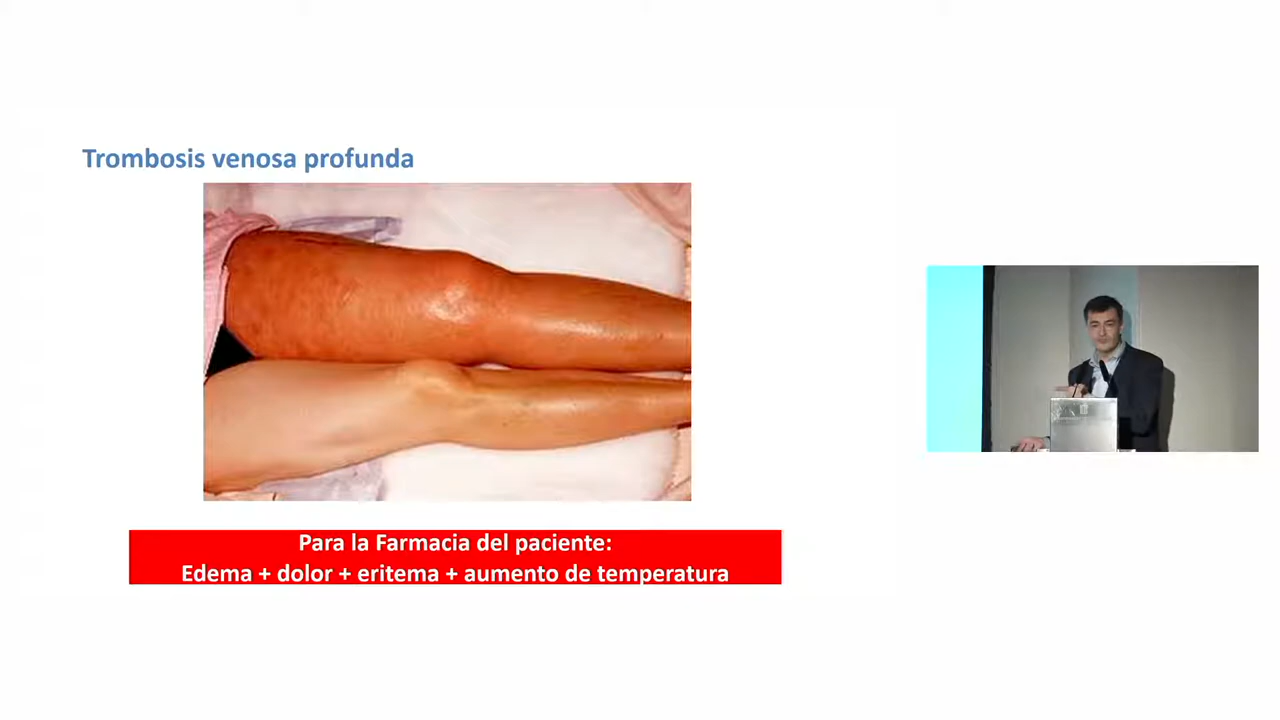 Trombosis venosa profunda
Para la Farmacia del paciente:
Edema + dolor + eritema + aumento de temperatura